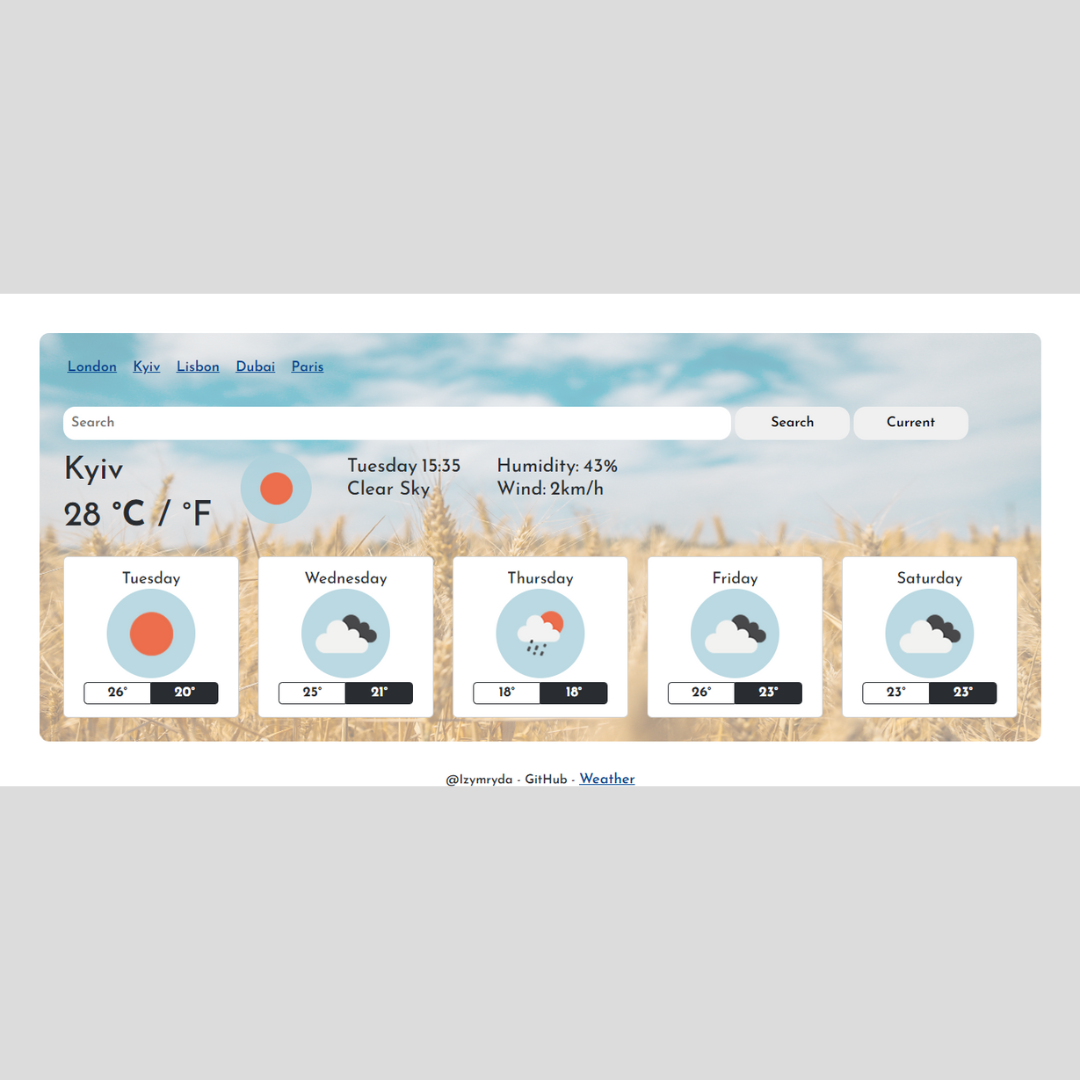 London Kyiv Lisbon Dubai Paris
Search Search Current
Kyiv
28 °C / °F
Tuesday 15:35
Clear Sky
Humidity: 43%
Wind: 2km/h
Tuesday
26° 20°
Wednesday
25° 21°
Thursday
18° 18°
Friday
26° 23°
Saturday
23° 23°
@Izymryda - GitHub - Weather